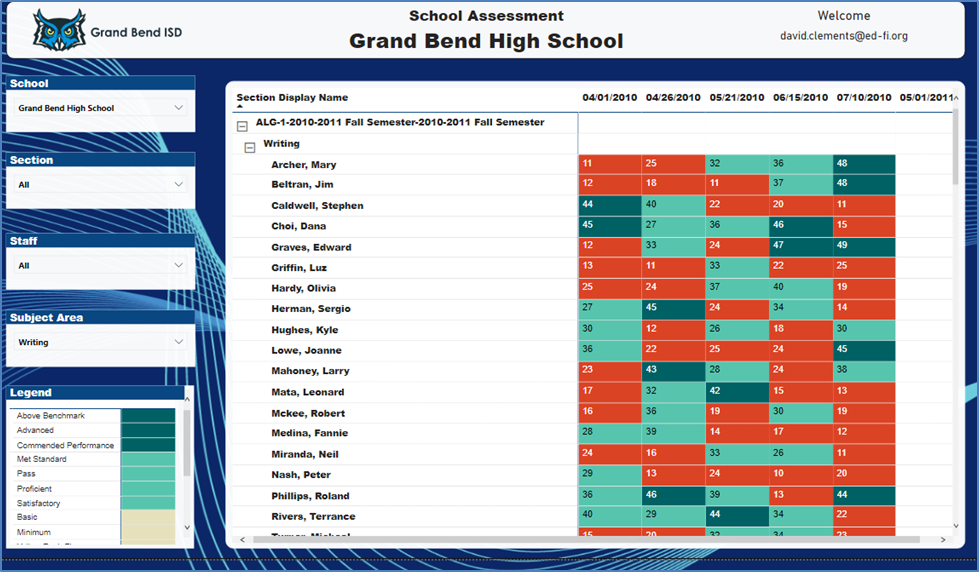 School Assessment
Grand Bend High School
Grand Bend ISD
Welcome
david.clements@ed-fi.org
School
Grand Bend High School
Section
All
Staff
All
Subject Area
Writing
Legend
Above Benchmark
Advanced
Commended Performance
Met Standard
Pass
Proficient
Satisfactory
Basic
Minimum
Section Display Name 04/01/2010 04/26/2010 05/21/2010 06/15/2010 07/10/2010 05/01/2011
ALG-1-2010-2011 Fall Semester-2010-2011 Fall Semester
Writing
Archer, Mary 11 25 32 36 48
Beltran, Jim 12 18 11 37 48
Caldwell, Stephen 44 40 22 20 11
Choi, Dana 45 27 36 46 15
Graves, Edward 12 33 24 47 49
Griffin, Luz 13 11 33 22 25
Hardy, Olivia 25 24 37 40 19
Herman, Sergio 27 45 24 34 14
Hughes, Kyle 30 12 26 18 30
Lowe, Joanne 36 22 25 24 45
Mahoney, Larry 23 43 28 24 38
Mata, Leonard 17 32 42 15 13
Mckee, Robert 16 36 19 30 19
Medina, Fannie 28 39 14 17 12
Miranda, Neil 24 16 33 26 11
Nash, Peter 29 13 24 10 20
Phillips, Roland 36 46 39 13 44
Rivers, Terrance 40 29 44 34 22
Turner, Michael 15 20 32 34 23